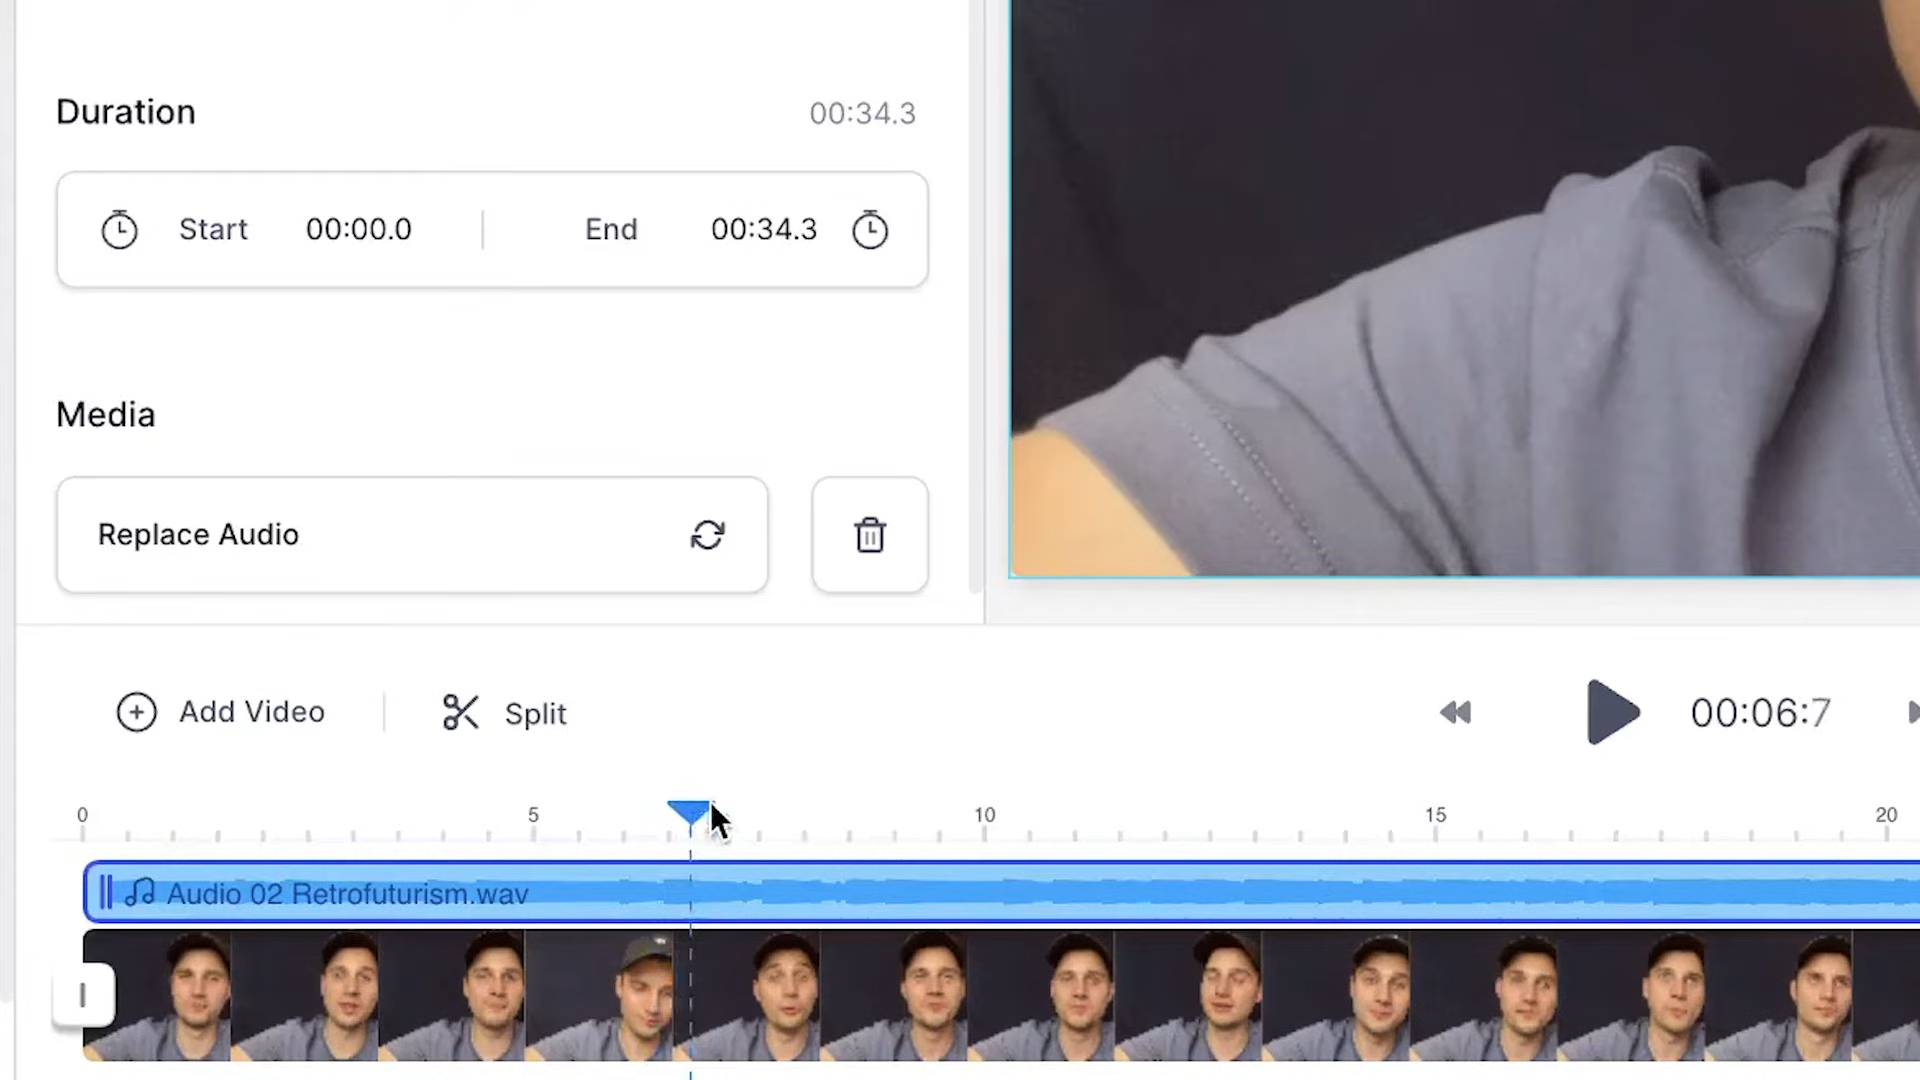 Duration 00:34.3
Start 00:00.0 End 00:34.3
Media
Replace Audio
Add Video Split 00:06:7
0 5 10 15 20
Audio 02 Retrofuturism.wav